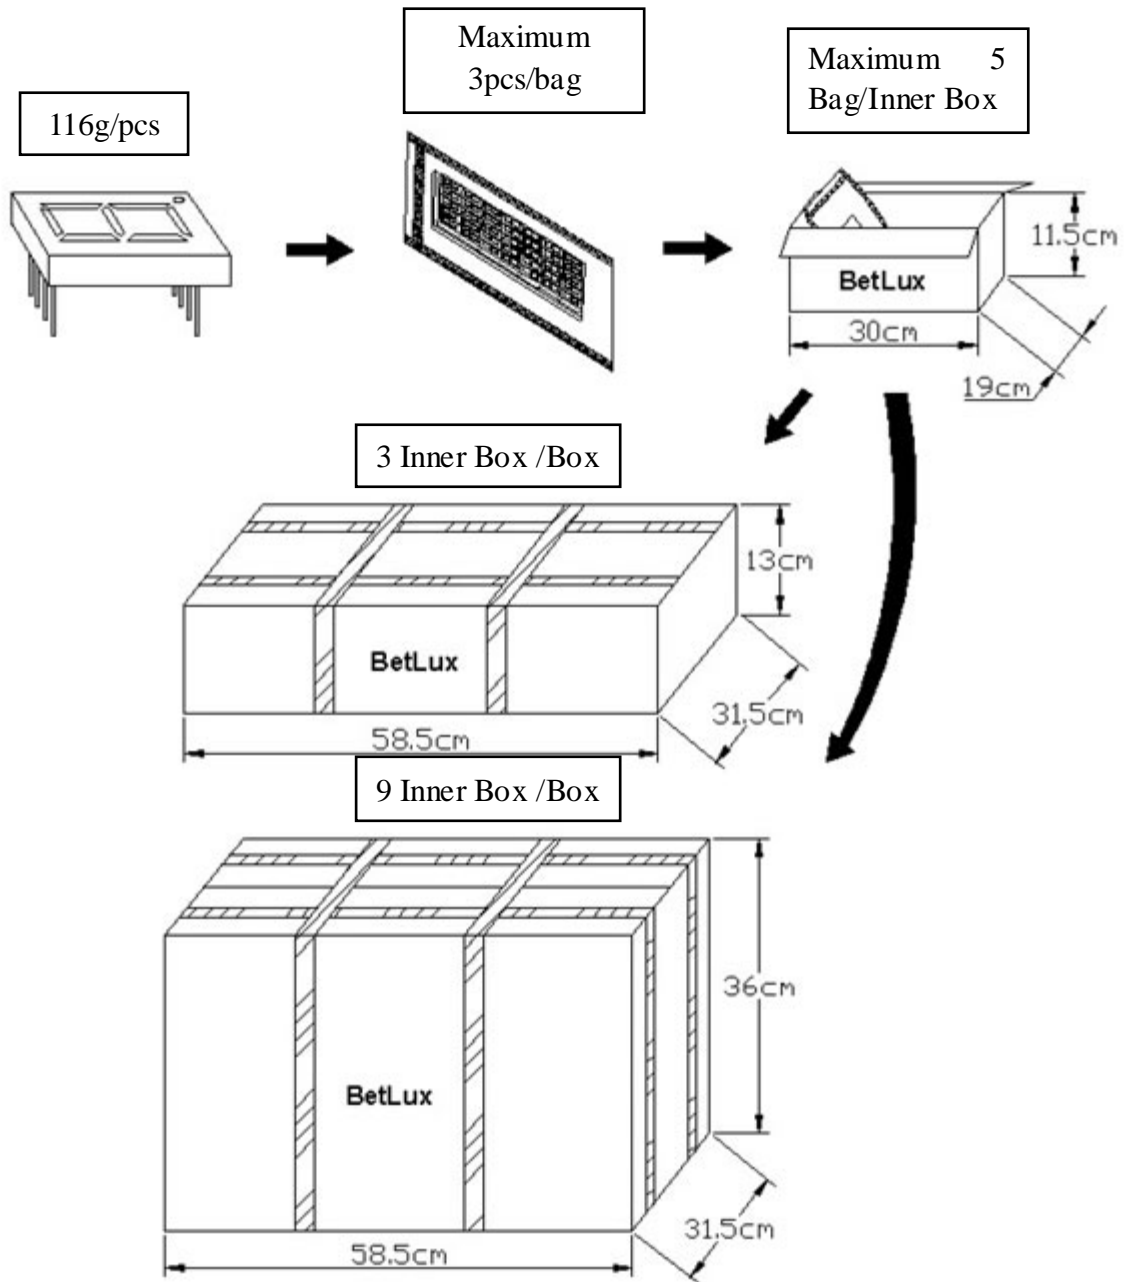 Maximum
3pcs/bag
Maximum 5
Bag/Inner Box
116g/pcs
11.5cm
BetLux
30cm
19cm
3 Inner Box /Box
13cm
BetLux
31.5cm
58.5cm
9 Inner Box /Box
36cm
BetLux
31.5cm
58.5cm